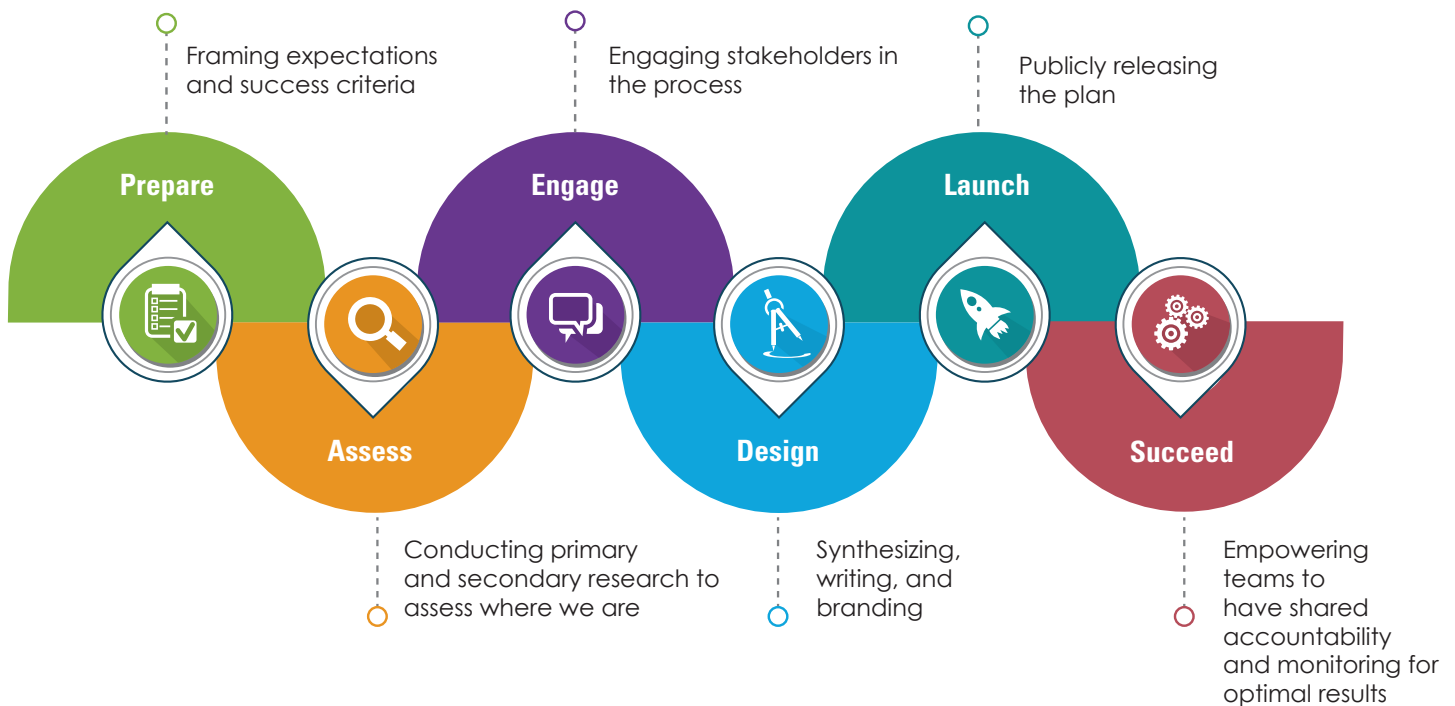 Framing expectations
and success criteria
Prepare
Conducting primary
and secondary research to
assess where we are
Assess
Engaging stakeholders in
the process
Engage
Synthesizing,
writing, and
branding
Design
Publicly releasing
the plan
Launch
Empowering
teams to
have shared
accountability
and monitoring for
optimal results
Succeed